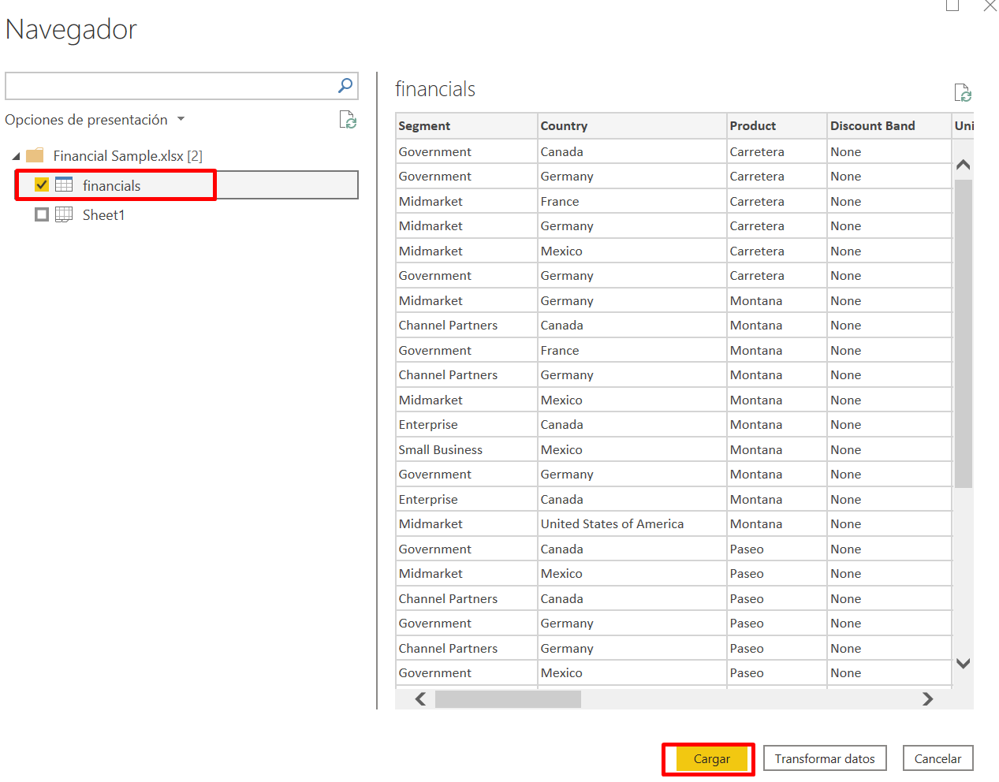 Navegador
Opciones de presentación
Financial Sample.xlsx [2]
financials
Sheet1
financials
Segment Country Product Discount Band Uni
Government Canada Carretera None
Government Germany Carretera None
Midmarket France Carretera None
Midmarket Germany Carretera None
Midmarket Mexico Carretera None
Government Germany Carretera None
Midmarket Germany Montana None
Channel Partners Canada Montana None
Government France Montana None
Channel Partners Germany Montana None
Midmarket Mexico Montana None
Enterprise Canada Montana None
Small Business Mexico Montana None
Government Germany Montana None
Enterprise Canada Montana None
Midmarket United States of America Montana None
Government Canada Paseo None
Midmarket Mexico Paseo None
Channel Partners Canada Paseo None
Government Germany Paseo None
Channel Partners Germany Paseo None
Government Mexico Paseo None
Cargar Transformar datos Cancelar